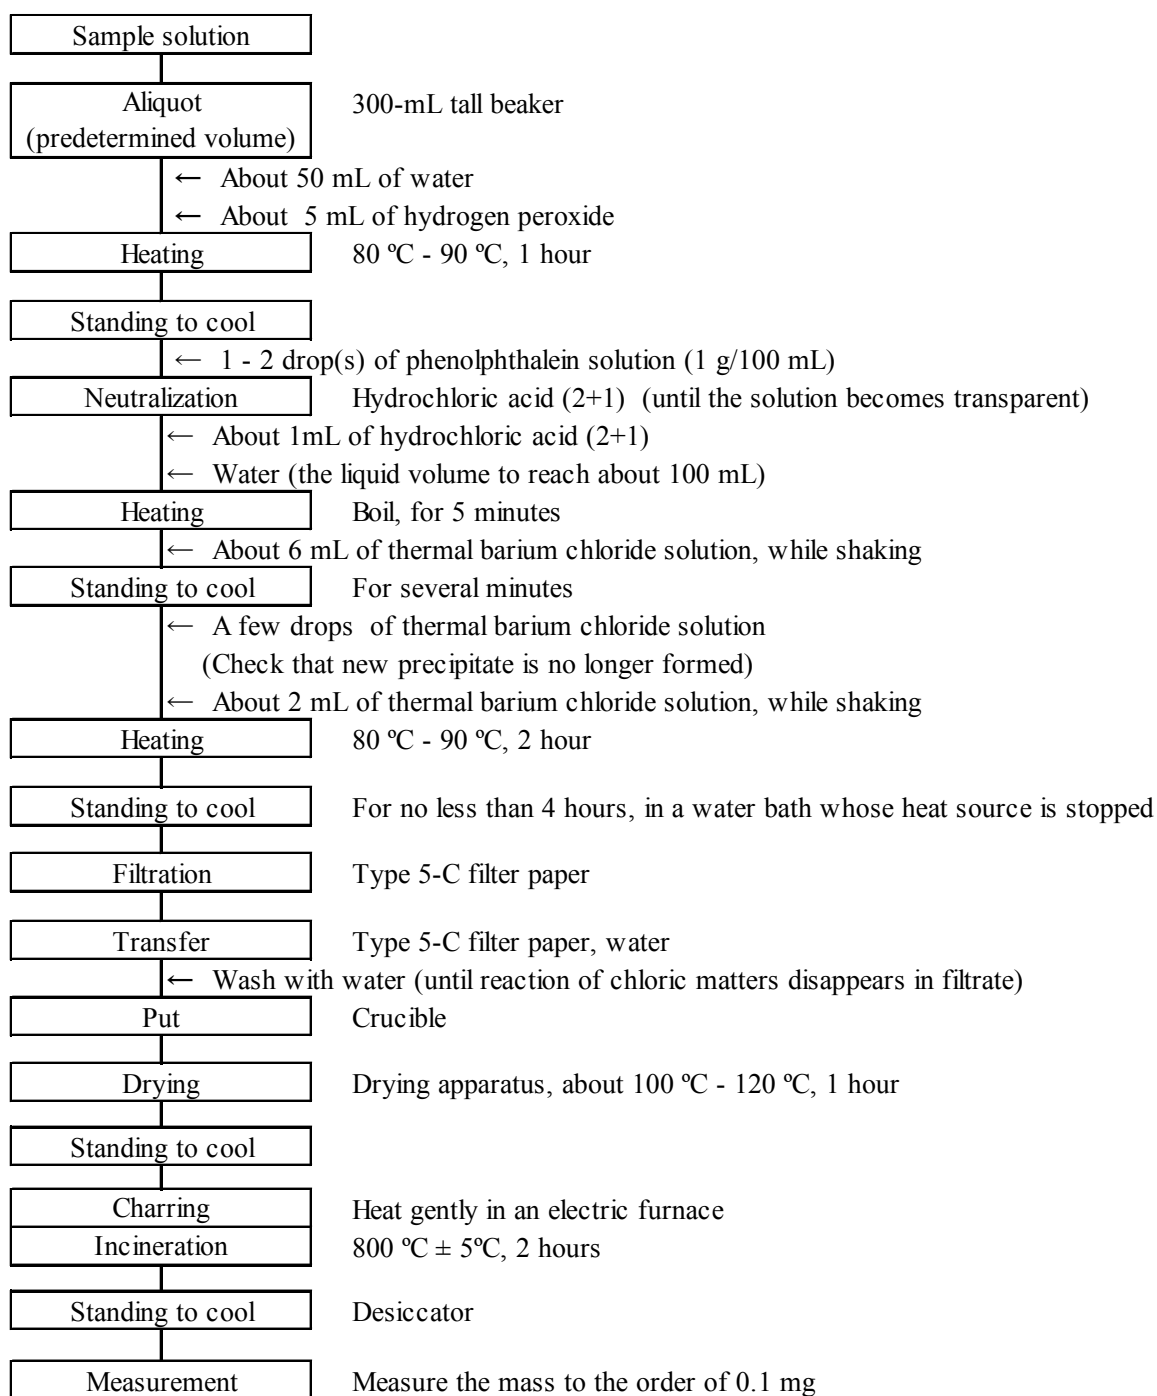 Sample solution
Aliquot 300-mL tall beaker
(predetermined volume)
← About 50 mL of water
← About 5 mL of hydrogen peroxide
Heating 80 ºC - 90 ºC, 1 hour
Standing to cool
← 1 - 2 drop(s) of phenolphthalein solution (1 g/100 mL)
Neutralization Hydrochloric acid (2+1) (until the solution becomes transparent)
← About 1mL of hydrochloric acid (2+1)
← Water (the liquid volume to reach about 100 mL)
Heating Boil, for 5 minutes
← About 6 mL of thermal barium chloride solution, while shaking
Standing to cool For several minutes
← A few drops of thermal barium chloride solution
(Check that new precipitate is no longer formed)
← About 2 mL of thermal barium chloride solution, while shaking
Heating 80 ºC - 90 ºC, 2 hour
Standing to cool For no less than 4 hours, in a water bath whose heat source is stopped
Filtration Type 5-C filter paper
Transfer Type 5-C filter paper, water
← Wash with water (until reaction of chloric matters disappears in filtrate)
Put Crucible
Drying Drying apparatus, about 100 ºC - 120 ºC, 1 hour
Standing to cool
Charring Heat gently in an electric furnace
Incineration 800 ºC ± 5ºC, 2 hours
Standing to cool Desiccator
Measurement Measure the mass to the order of 0.1 mg